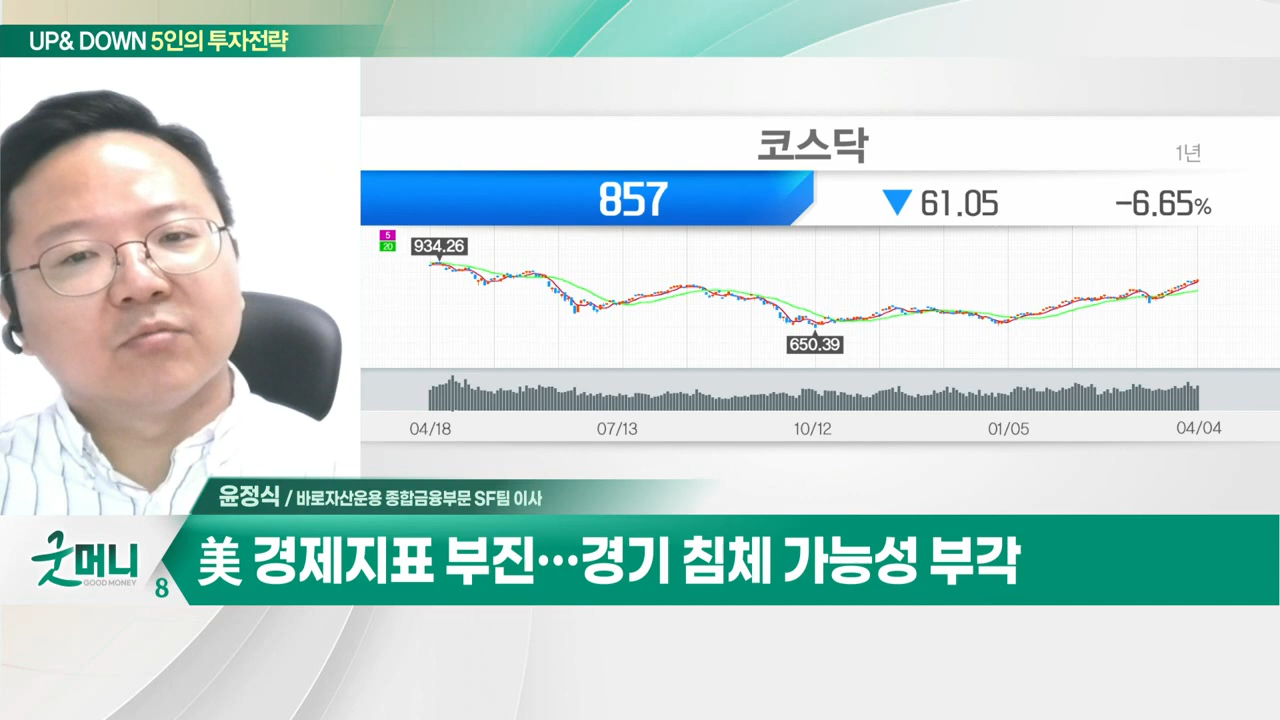 UP& DOWN 5인의 투자전략
코스닥
1년
857
▼61.05
-6.65%
5
20
934.26
650.39
04/18
07/13
10/12
01/05
04/04
윤정식 / 바로자산운용 종합금융부문 SF팀 이사
굿머니
GOOD MONEY
8
美 경제지표 부진…경기 침체 가능성 부각